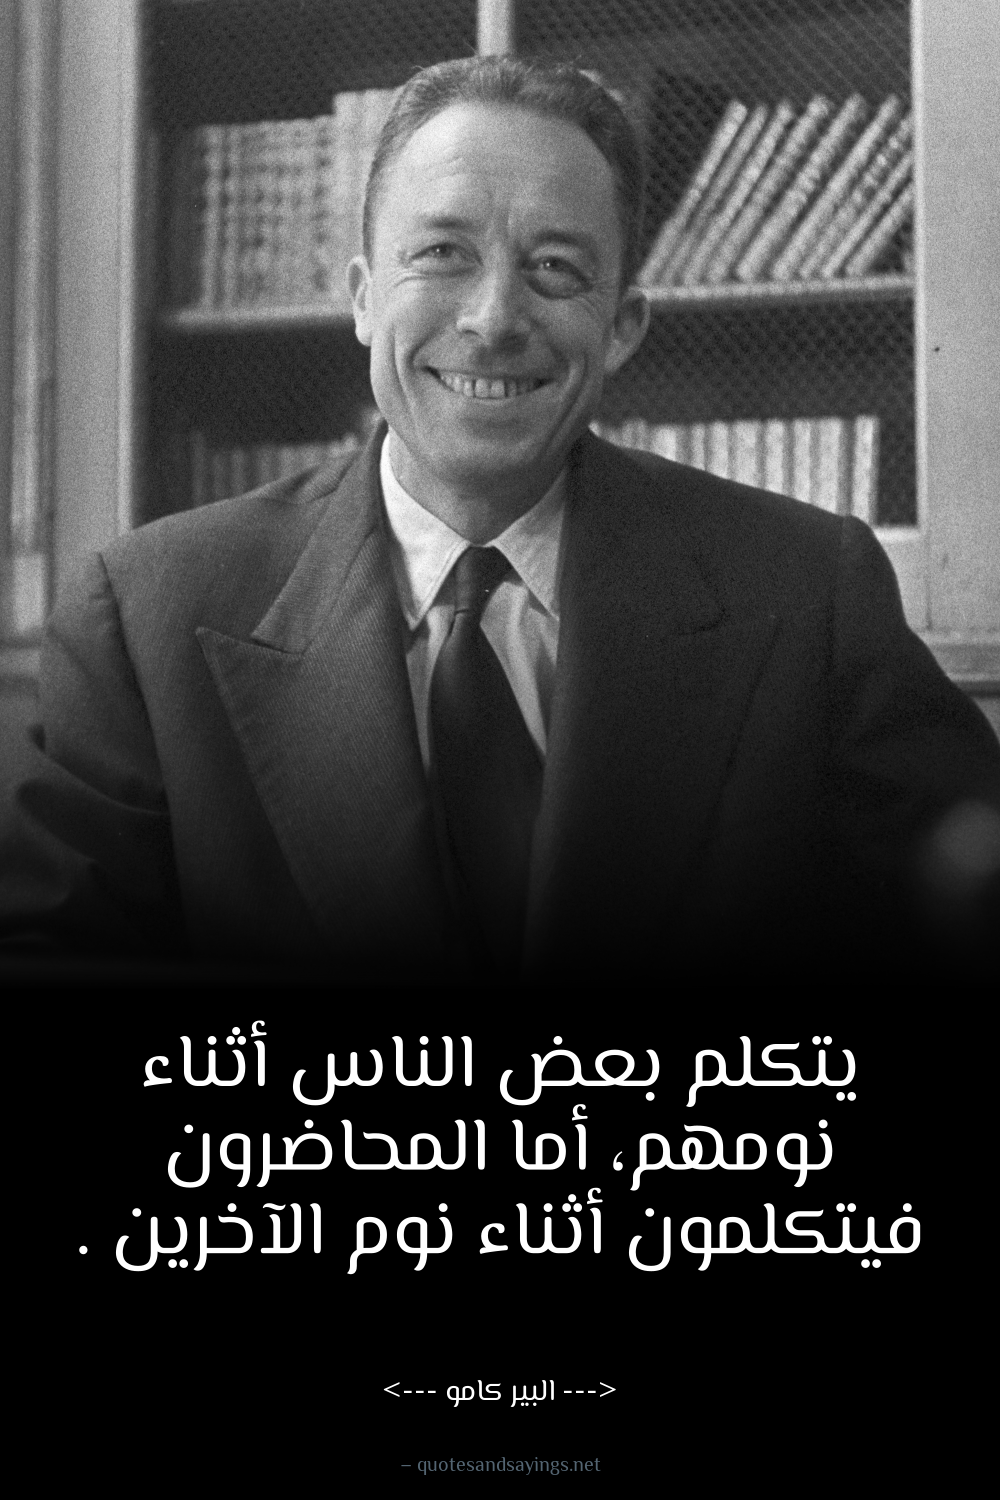 يتكلم بعض الناس أثناء
نومهم، أما المحاضرون
فيتكلمون أثناء نوم الآخرين .
<--- البير كامو --->
– quotesandsayings.net